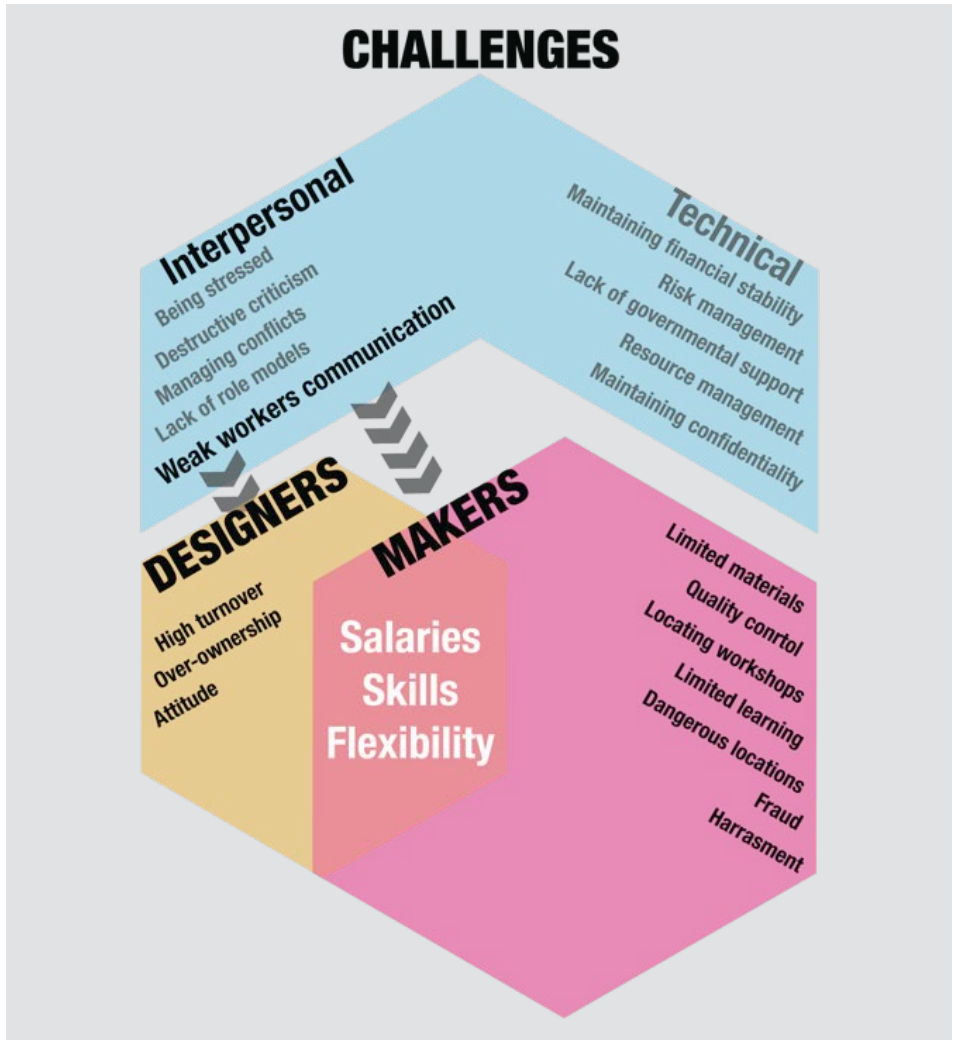 CHALLENGES
Interpersonal
Being stressed
Destructive criticism
Managing conflicts
Lack of role models
Weak workers communication
Technical
Maintaining financial stability
Risk management
Lack of governmental support
Resource management
Maintaining confidentiality
DESIGNERS
High turnover
Over-ownership
Attitude
MAKERS
Salaries
Skills
Flexibility
Limited materials
Quality conrtol
Locating workshops
Limited learning
Dangerous locations
Fraud
Harrasment